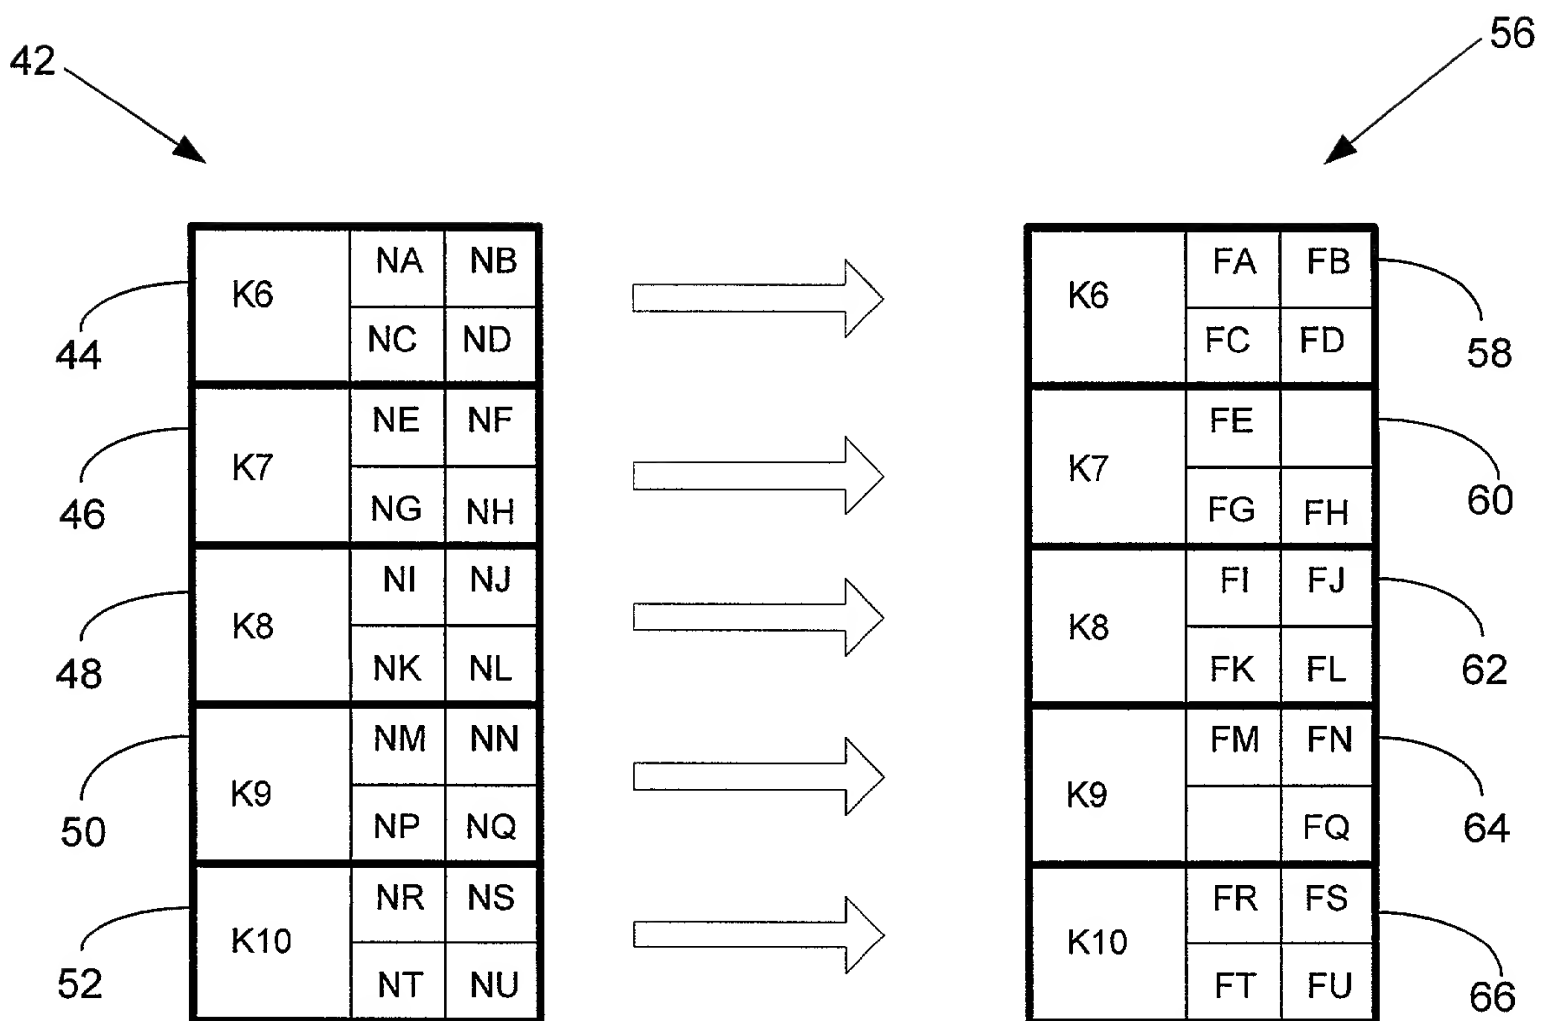 42
56
NA NB
FA FB
K6
K6
NC ND
FC FD
44
58
NE NF
FE
K7
K7
NG NH
FG FH
46
60
NI NJ
FI FJ
K8
K8
NK NL
FK FL
48
62
NM NN
FM FN
K9
K9
NP NQ
FQ
50
64
NR NS
FR FS
K10
K10
NT NU
FT FU
52
66